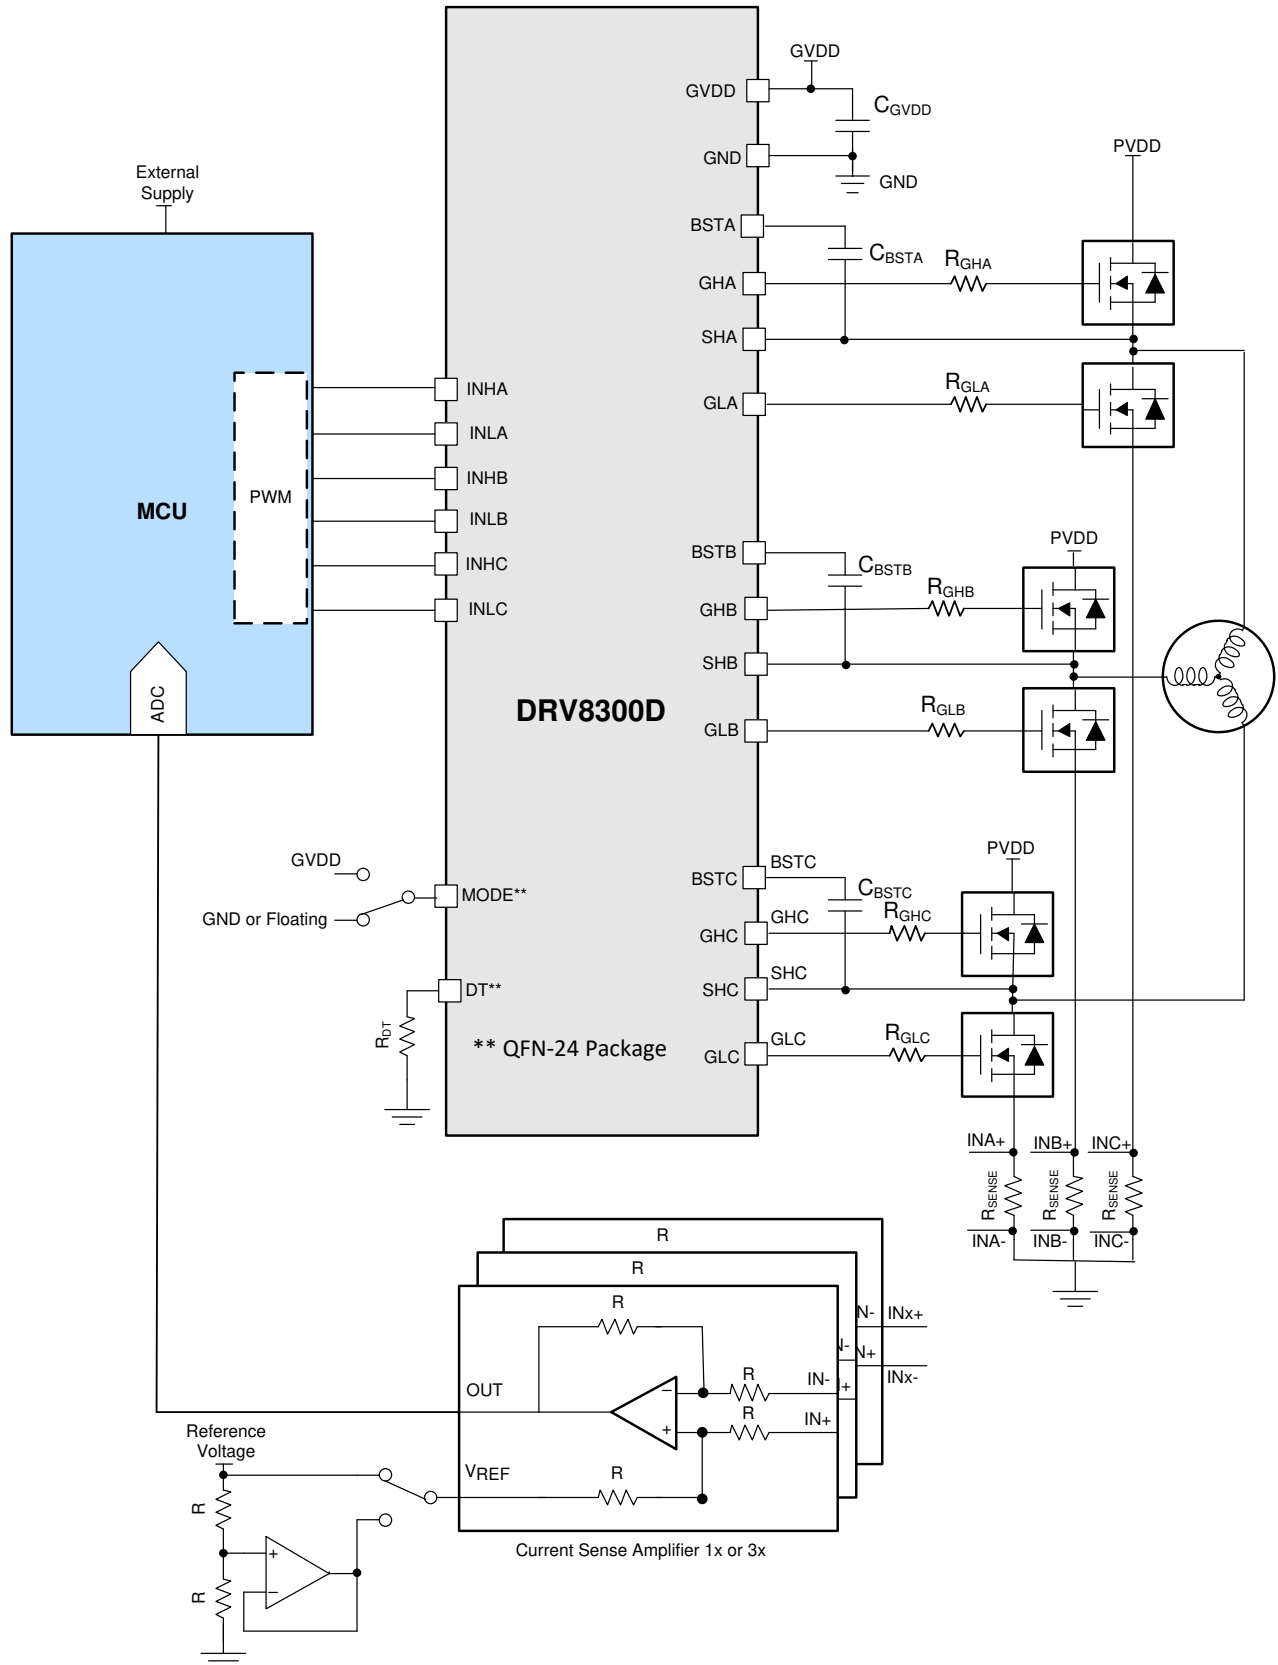 GVDD
GVDD
CGVDD
GND
GND
PVDD
External
Supply
BSTA
CBSTA
RGHA
GHA
SHA
RGLA
GLA
INHA
INLA
INHB
INLB
INHC
INLC
PWM
MCU
ADC
BSTB
CBSTB
PVDD
RGHB
GHB
SHB
DRV8300D
RGLB
GLB
PVDD
BSTC
BSTC
CBSTC
RGHC
GHC
GHC
SHC
SHC
GVDD
MODE**
GND or Floating
DT**
RDT
** QFN-24 Package
GLC
GLC
RGLC
INA+
INB+
INC+
RSENSE
RSENSE
RSENSE
INA-
INB-
INC-
R
R
R
N-
INx+
N-
N+
INx-
OUT
R
IN-
+
R
IN+
Reference
Voltage
VREF
R
R
+
−
R
+
−
Current Sense Amplifier 1x or 3x